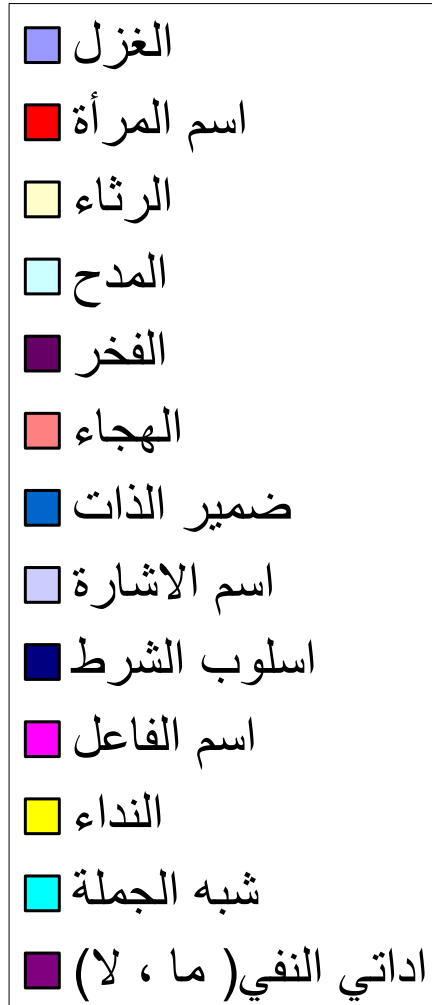 الغزل
اسم المرأة
الرثاء
المدح
الفخر
الهجاء
ضمير الذات
اسم الاشارة
اسلوب الشرط
اسم الفاعل
النداء
شبه الجملة
اداتي النفي( ما ، لا)